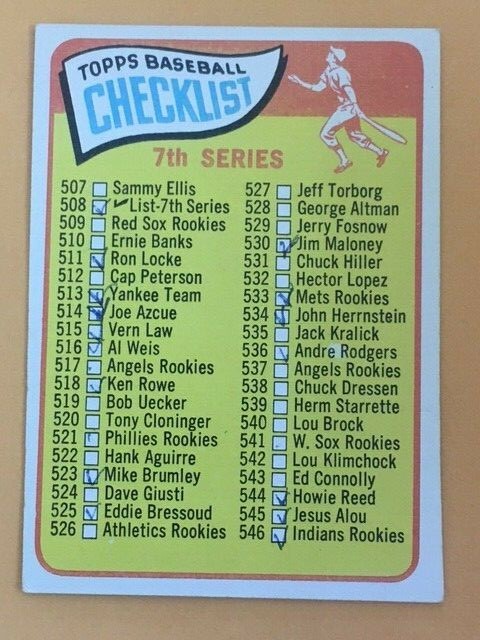 TOPPS BASEBALL
CHECKLIST
7th SERIES
507 Sammy Ellis
508 ✓List-7th Series
509 Red Sox Rookies
510 Ernie Banks
511 Ron Locke
512 Cap Peterson
513 Yankee Team
514 Joe Azcue
515 Vern Law
516 Al Weis
517 Angels Rookies
518 Ken Rowe
519 Bob Uecker
520 Tony Cloninger
521 Phillies Rookies
522 Hank Aguirre
523 Mike Brumley
524 Dave Giusti
525 Eddie Bressoud
526 Athletics Rookies
527 Jeff Torborg
528 George Altman
529 Jerry Fosnow
530 Jim Maloney
531 Chuck Hiller
532 Hector Lopez
533 Mets Rookies
534 John Herrnstein
535 Jack Kralick
536 Andre Rodgers
537 Angels Rookies
538 Chuck Dressen
539 Herm Starrette
540 Lou Brock
541 W. Sox Rookies
542 Lou Klimchock
543 Ed Connolly
544 Howie Reed
545 Jesus Alou
546 Indians Rookies